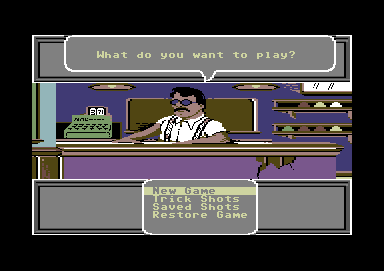 What do you want to play?
New Game
Trick Shots
Saved Shots
Restore Game